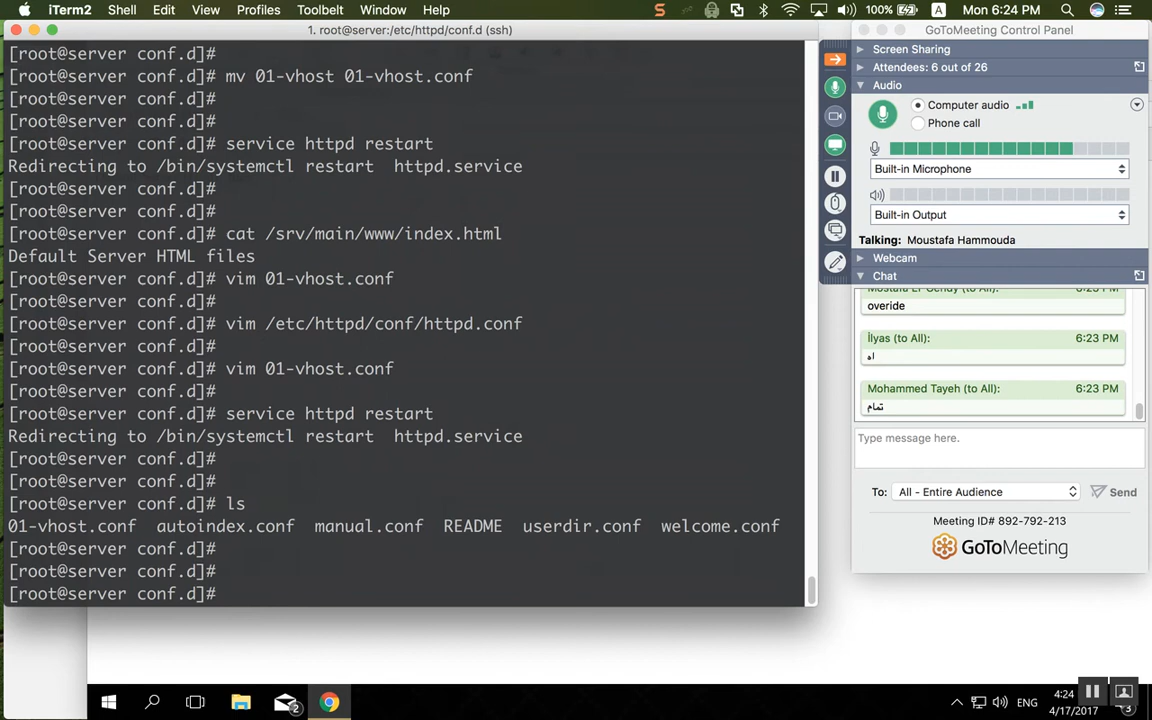 iTerm2 Shell Edit View Profiles Toolbelt Window Help 100% A Mon 6:24 PM
1. root@server:/etc/httpd/conf.d (ssh)
[root@server conf.d]#
[root@server conf.d]# mv 01-vhost 01-vhost.conf
[root@server conf.d]#
[root@server conf.d]#
[root@server conf.d]# service httpd restart
Redirecting to /bin/systemctl restart  httpd.service
[root@server conf.d]#
[root@server conf.d]#
[root@server conf.d]# cat /srv/main/www/index.html
Default Server HTML files
[root@server conf.d]# vim 01-vhost.conf
[root@server conf.d]#
[root@server conf.d]# vim /etc/httpd/conf/httpd.conf
[root@server conf.d]#
[root@server conf.d]# vim 01-vhost.conf
[root@server conf.d]#
[root@server conf.d]# service httpd restart
Redirecting to /bin/systemctl restart  httpd.service
[root@server conf.d]#
[root@server conf.d]#
[root@server conf.d]# ls
01-vhost.conf  autoindex.conf  manual.conf  README  userdir.conf  welcome.conf
[root@server conf.d]#
[root@server conf.d]#
[root@server conf.d]#
GoToMeeting Control Panel
Screen Sharing
Attendees: 6 out of 26
Audio
Computer audio
Phone call
Built-in Microphone
Built-in Output
Talking: Moustafa Hammouda
Webcam
Chat
(to All): 6:23 PM
overide
İlyas (to All): 6:23 PM
اه
Mohammed Tayeh (to All): 6:23 PM
تمام
Type message here.
To: All - Entire Audience Send
Meeting ID# 892-792-213
GoToMeeting
2
ENG
4:24
4/17/2017
3